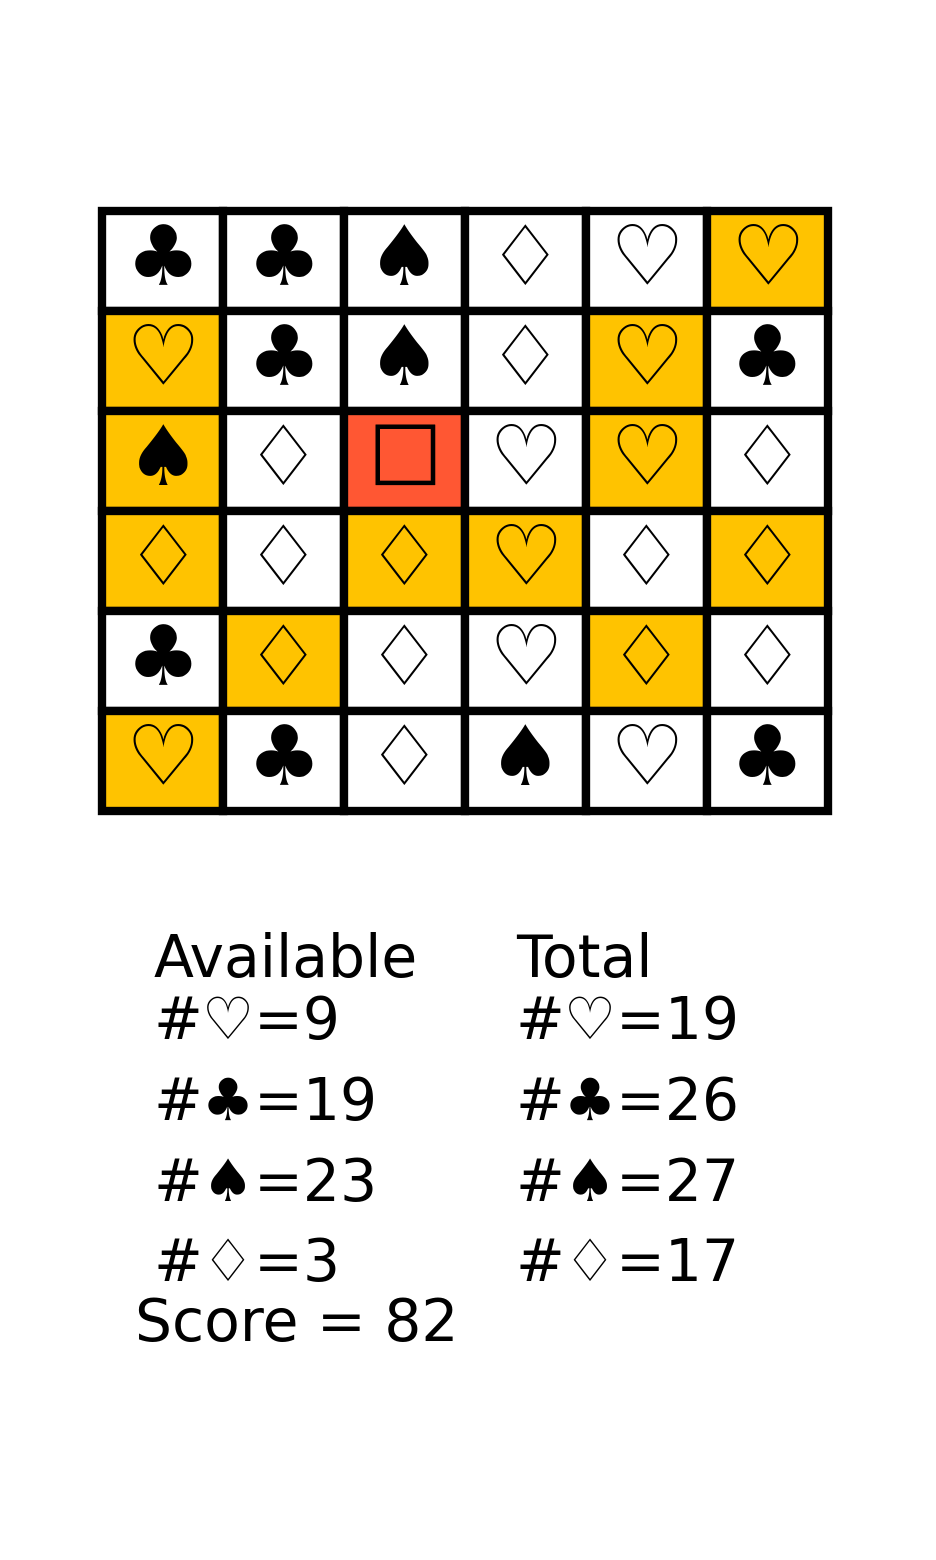 ♣ ♣ ♠ ♢ ♡ ♡
♡ ♣ ♠ ♢ ♡ ♣
♠ ♢ □ ♡ ♡ ♢
♢ ♢ ♢ ♡ ♢ ♢
♣ ♢ ♢ ♡ ♢ ♢
♡ ♣ ♢ ♠ ♡ ♣
Available Total
#♡=9 #♡=19
#♣=19 #♣=26
#♠=23 #♠=27
#♢=3 #♢=17
Score = 82